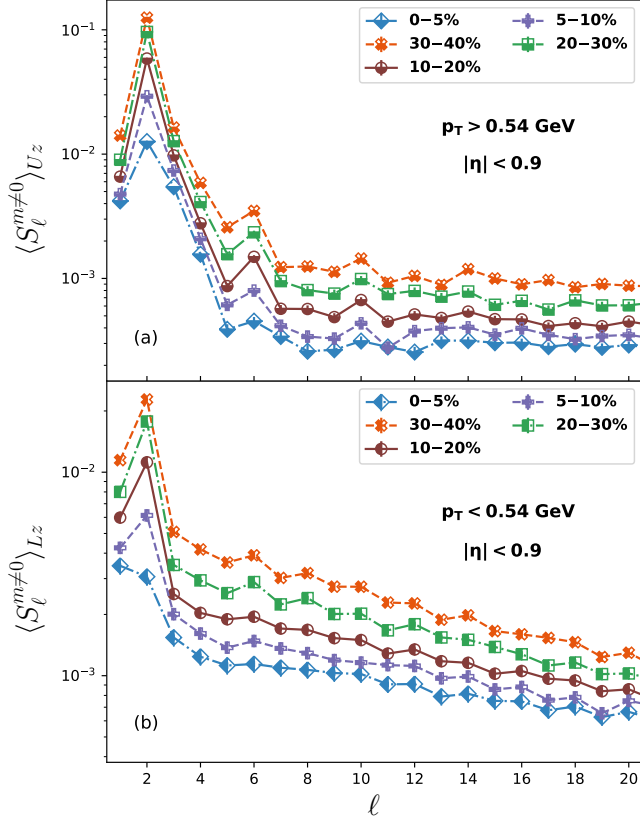 10⁻¹
10⁻²
10⁻³
⟨S_ℓ^{m≠0}⟩_{Uz}
0−5%
5−10%
30−40%
20−30%
10−20%
p_T > 0.54 GeV
|η| < 0.9
(a)
10⁻²
10⁻³
⟨S_ℓ^{m≠0}⟩_{Lz}
0−5%
5−10%
30−40%
20−30%
10−20%
p_T < 0.54 GeV
|η| < 0.9
(b)
2 4 6 8 10 12 14 16 18 20
ℓ